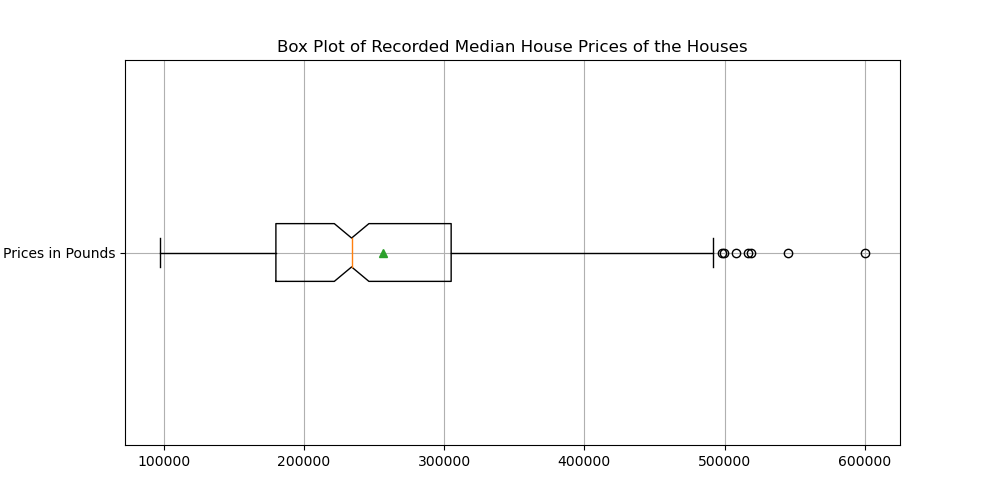 Box Plot of Recorded Median House Prices of the Houses
Prices in Pounds
100000 200000 300000 400000 500000 600000